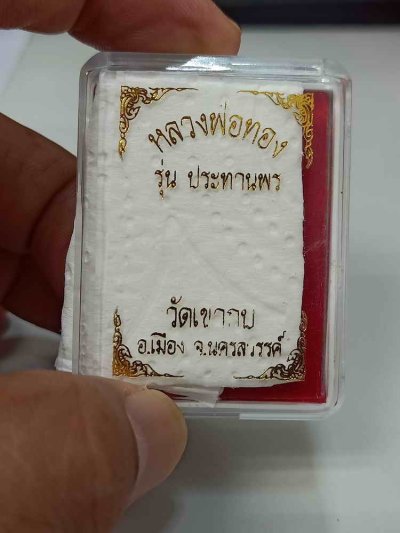 หลวงพ่อทอง
รุ่น ประทานพร
วัดเขากบ
อ.เมือง จ.นครสวรรค์